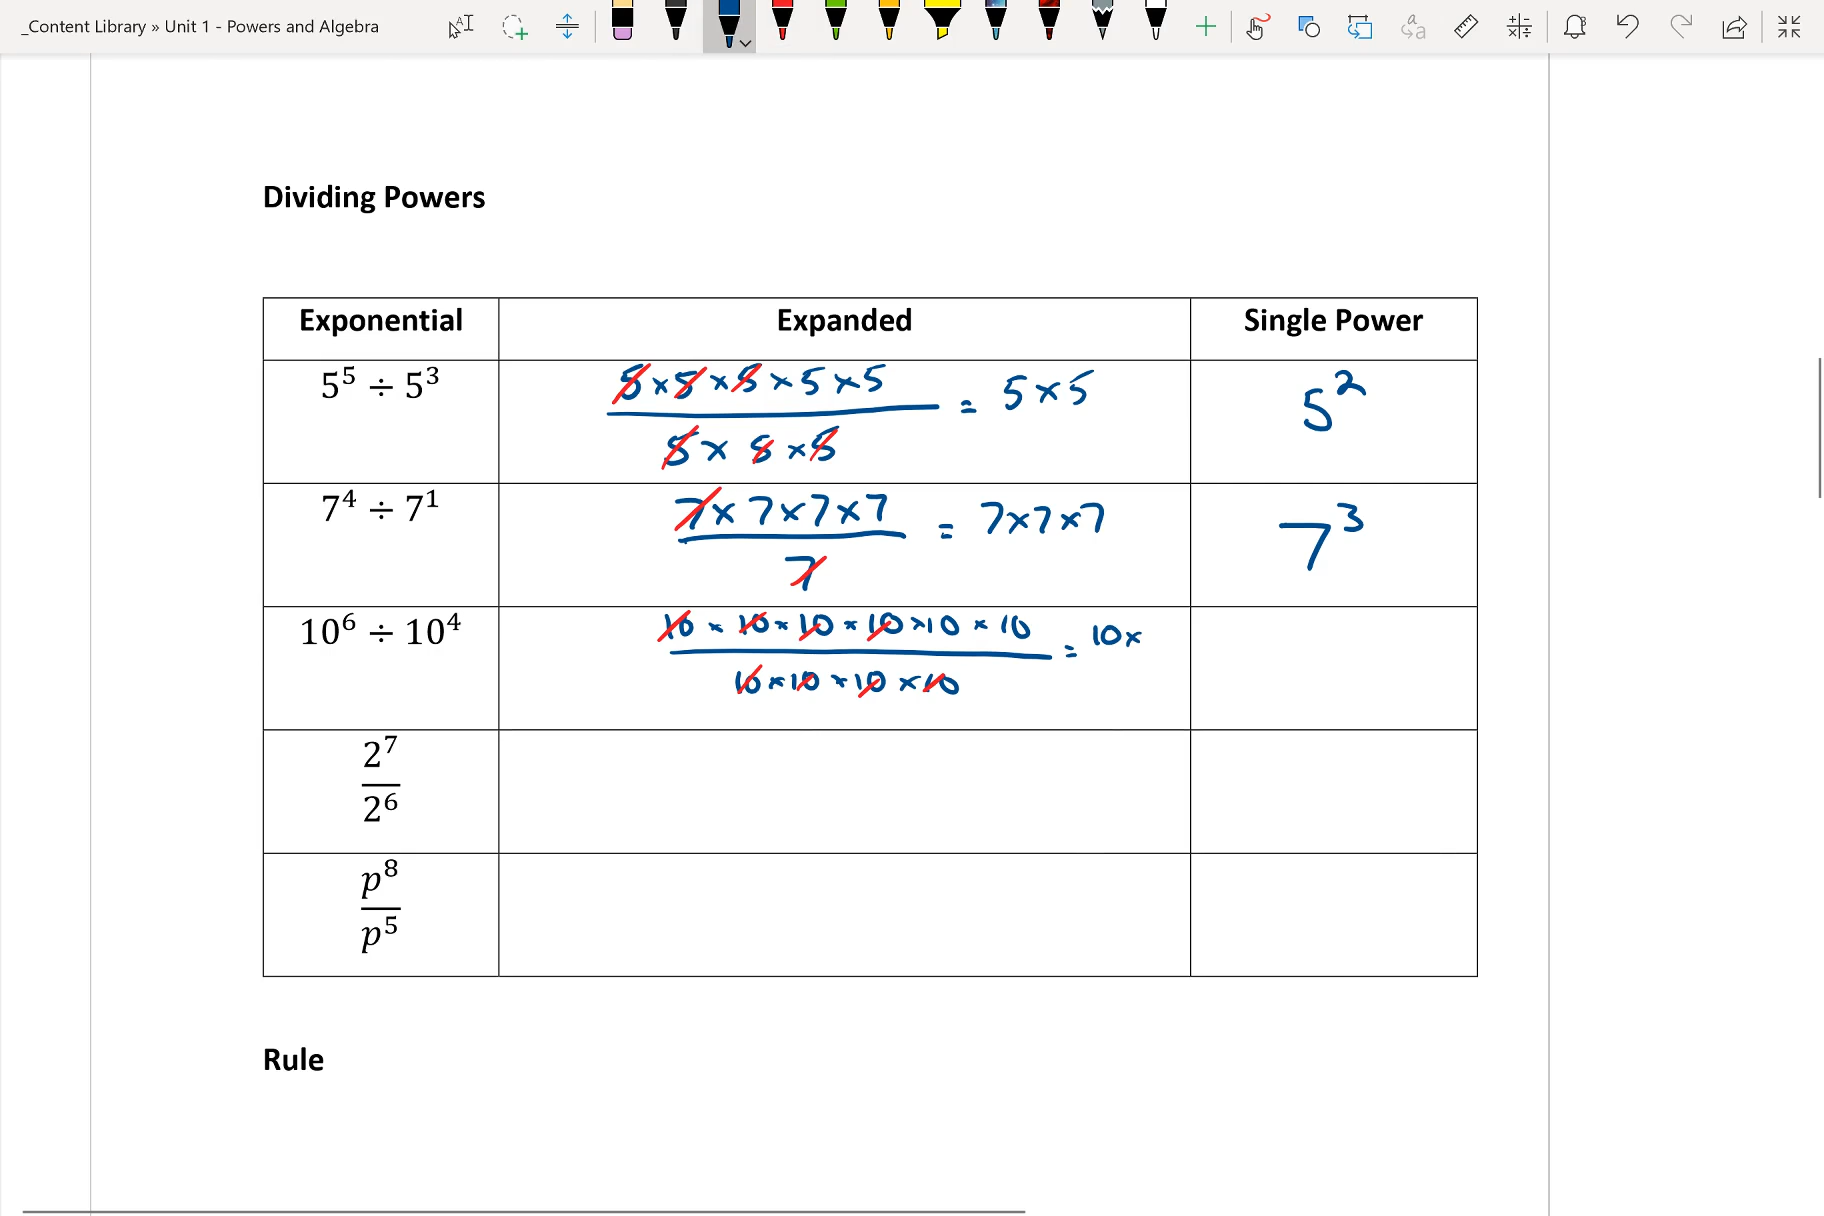 _Content Library » Unit 1 - Powers and Algebra
Dividing Powers
Exponential Expanded Single Power
5⁵ ÷ 5³ 5 × 5 × 5 × 5 × 5 / 5 × 5 × 5 = 5 × 5 5²
7⁴ ÷ 7¹ 7 × 7 × 7 × 7 / 7 = 7 × 7 × 7 7³
10⁶ ÷ 10⁴ 10 × 10 × 10 × 10 × 10 × 10 / 10 × 10 × 10 × 10 = 10 ×
2⁷
2⁶
p⁸
p⁵
Rule